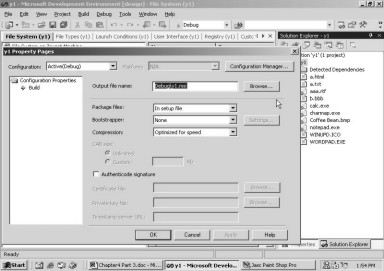 y1 - Microsoft Development Environment [design] - File System (y1)
File Edit View Project Build Debug Tools Window Help
Debug
File System (y1) File Types (y1) Launch Conditions (y1) User Interface (y1) Registry (y1) Custo
Solution Explorer - y1
y1 Property Pages
Configuration: Active(Debug) Platform: N/A Configuration Manager...
Configuration Properties
Build
Output file name: Debug\y1.msi Browse...
Package files: In setup file
Bootstrapper: None Settings...
Compression: Optimized for speed
CAB size:
Unlimited
Custom: Kb
Authenticode signature
Certificate file: Browse...
Private key file: Browse...
Timestamp server URL:
OK Cancel Apply Help
'y1' (1 project)
Detected Dependencies
a.html
a.txt
aaa.rtf
b.bbb
calc.exe
charmap.exe
Coffee Bean.bmp
notepad.exe
WINUPD.ICO
WORDPAD.EXE
Solution Explorer
Ready
Start Chapter4 Part 3.doc - Mi... y1 - Microsoft Develo... Jasc Paint Shop Pro 1:54 PM